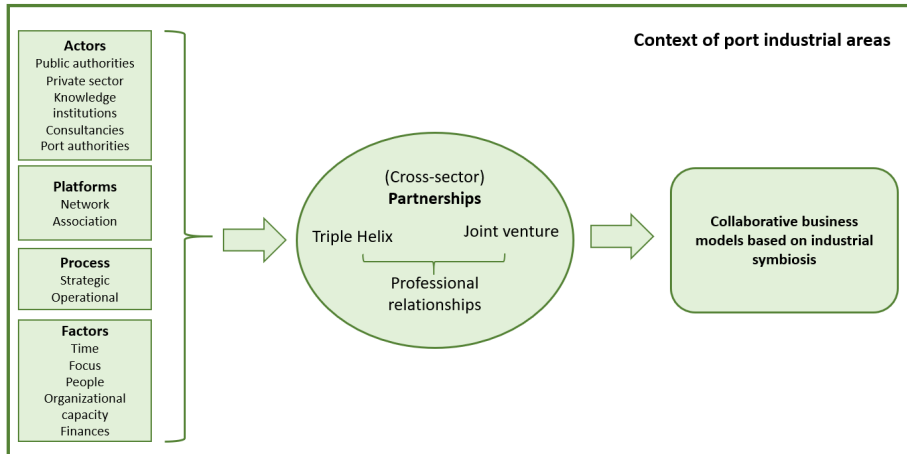 Context of port industrial areas
Actors
Public authorities
Private sector
Knowledge
institutions
Consultancies
Port authorities
Platforms
Network
Association
Process
Strategic
Operational
Factors
Time
Focus
People
Organizational
capacity
Finances
(Cross-sector)
Partnerships
Triple Helix
Joint venture
Professional
relationships
Collaborative business
models based on industrial
symbiosis